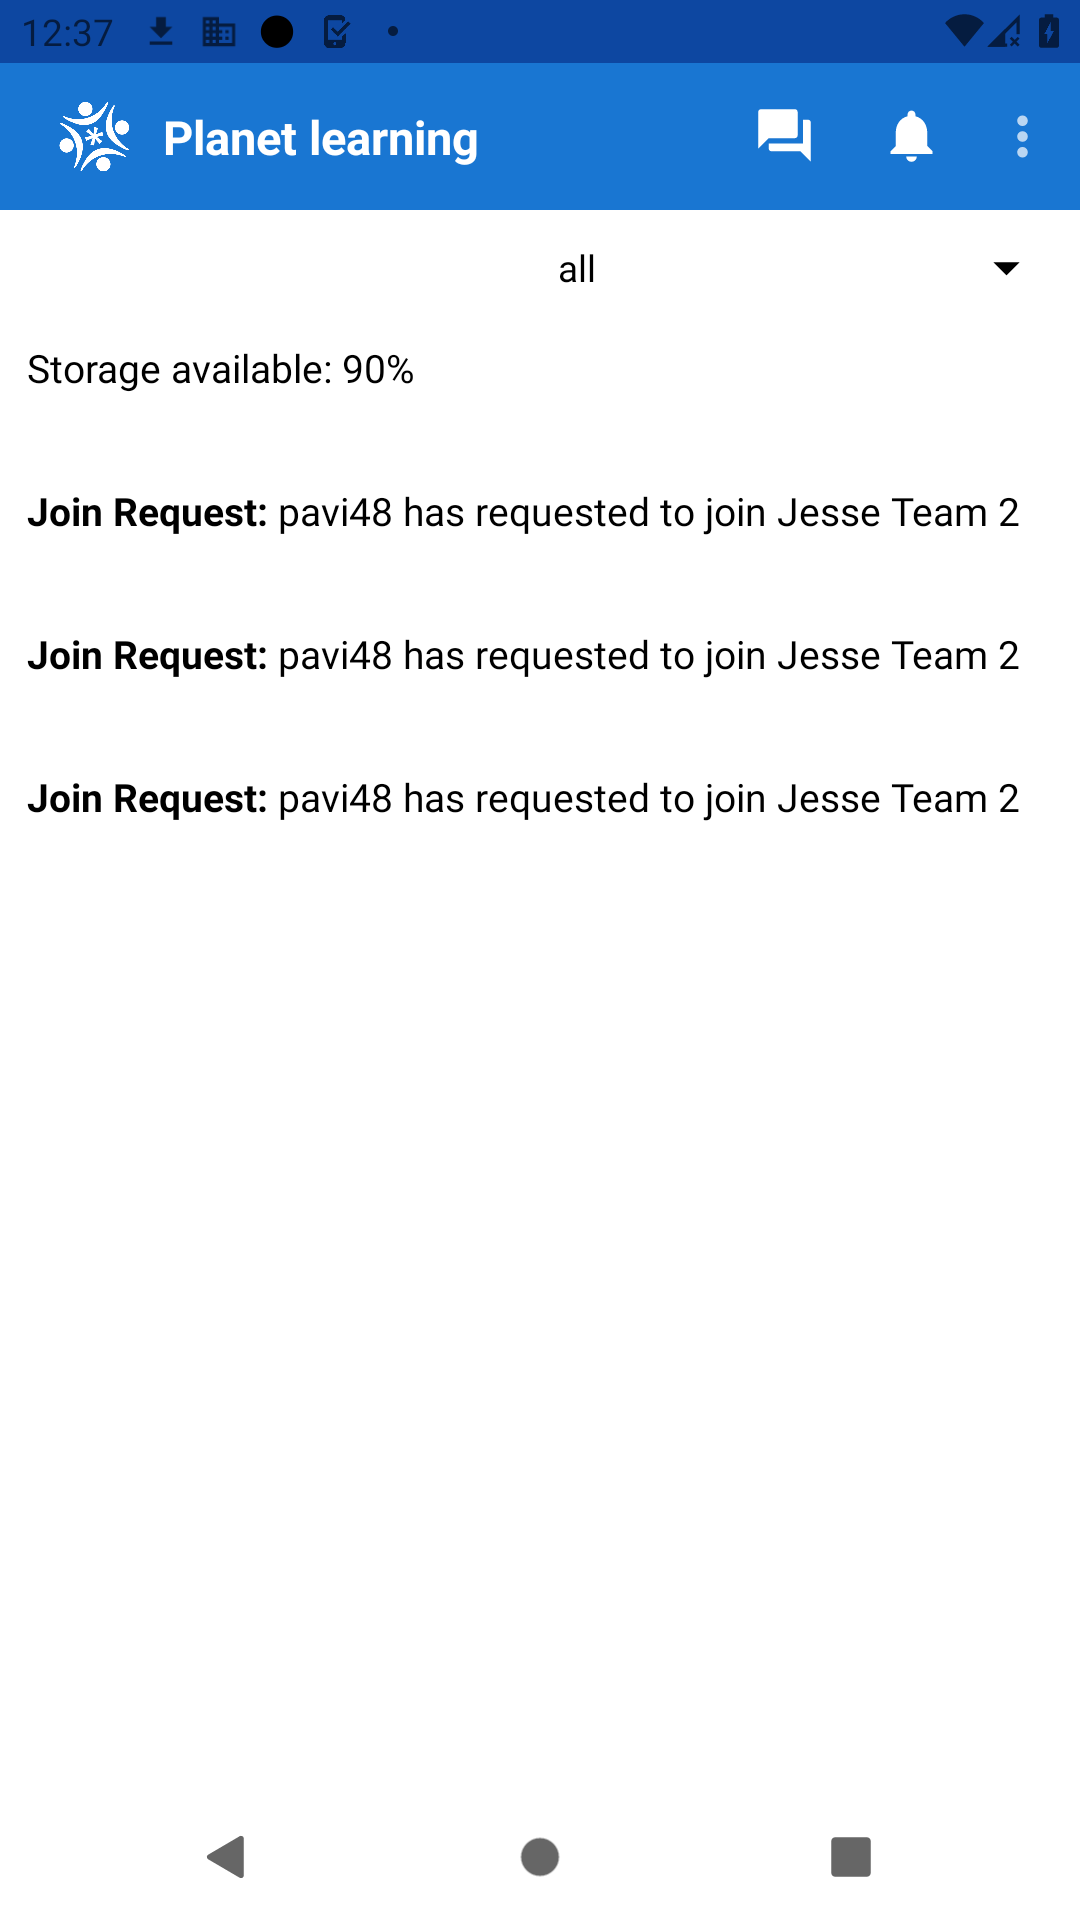 12:37
Planet learning
all
Storage available: 90%
Join Request: pavi48 has requested to join Jesse Team 2
Join Request: pavi48 has requested to join Jesse Team 2
Join Request: pavi48 has requested to join Jesse Team 2